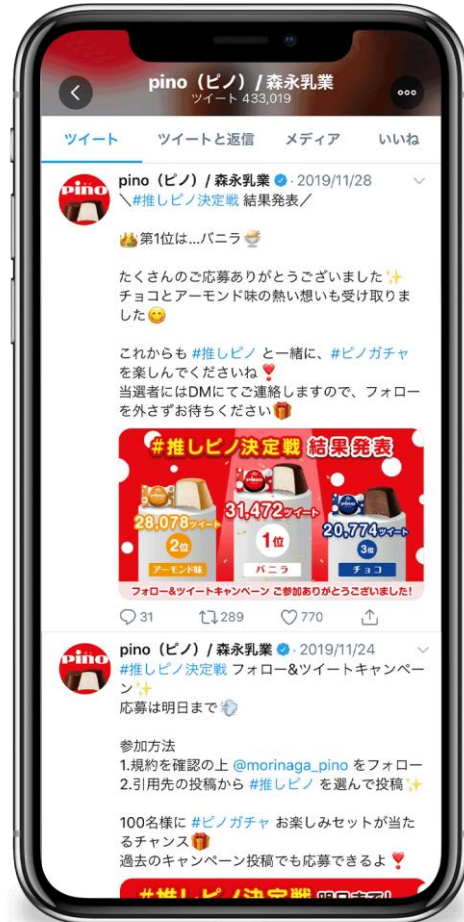 pino（ピノ）/ 森永乳業
ツイート 433,019
ツイート
ツイートと返信
メディア
いいね
pino
pino（ピノ）/ 森永乳業 · 2019/11/28
＼#推しピノ決定戦 結果発表／
👑第1位は...バニラ🍨
たくさんのご応募ありがとうございました✨
チョコとアーモンド味の熱い想いも受け取りま
した😋
これからも #推しピノ と一緒に、#ピノガチャ
を楽しんでくださいね❣️
当選者にはDMにてご連絡しますので、フォロー
を外さずお待ちください🎁
#推しピノ決定戦 結果発表
28,078ツイート
2位
アーモンド味
31,472ツイート
1位
バニラ
20,774ツイート
3位
チョコ
フォロー&ツイートキャンペーン ご参加ありがとうございました!
31
289
770
pino
pino（ピノ）/ 森永乳業 · 2019/11/24
#推しピノ決定戦 フォロー&ツイートキャンペー
ン✨
応募は明日まで💨
参加方法
1.規約を確認の上 @morinaga_pino をフォロー
2.引用先の投稿から #推しピノ を選んで投稿✨
100名様に #ピノガチャ お楽しみセットが当た
るチャンス🎁
過去のキャンペーン投稿でも応募できるよ❣️
#推しピノ決定戦 明日まで!